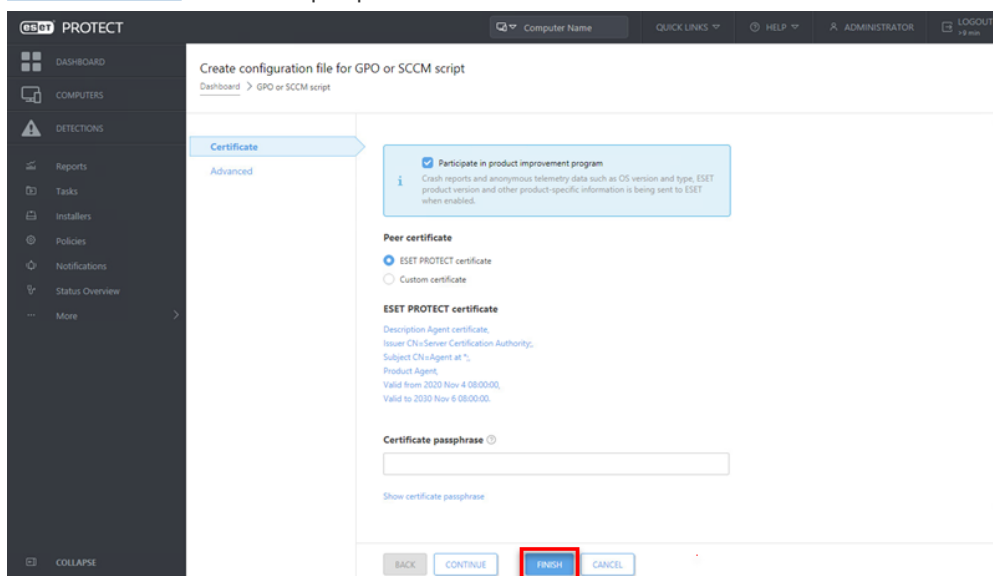 eset PROTECT
Computer Name
QUICK LINKS
HELP
ADMINISTRATOR
LOGOUT
>8 min
DASHBOARD
COMPUTERS
DETECTIONS
Reports
Tasks
Installers
Policies
Notifications
Status Overview
More
COLLAPSE
Create configuration file for GPO or SCCM script
Dashboard > GPO or SCCM script
Certificate
Advanced
Participate in product improvement program
Crash reports and anonymous telemetry data such as OS version and type, ESET
product version and other product-specific information is being sent to ESET
when enabled.
Peer certificate
ESET PROTECT certificate
Custom certificate
ESET PROTECT certificate
Description Agent certificate,
Issuer CN=Server Certification Authority;,
Subject CN=Agent at *;,
Product Agent,
Valid from 2020 Nov 4 08:00:00,
Valid to 2030 Nov 6 08:00:00.
Certificate passphrase
Show certificate passphrase
BACK
CONTINUE
FINISH
CANCEL